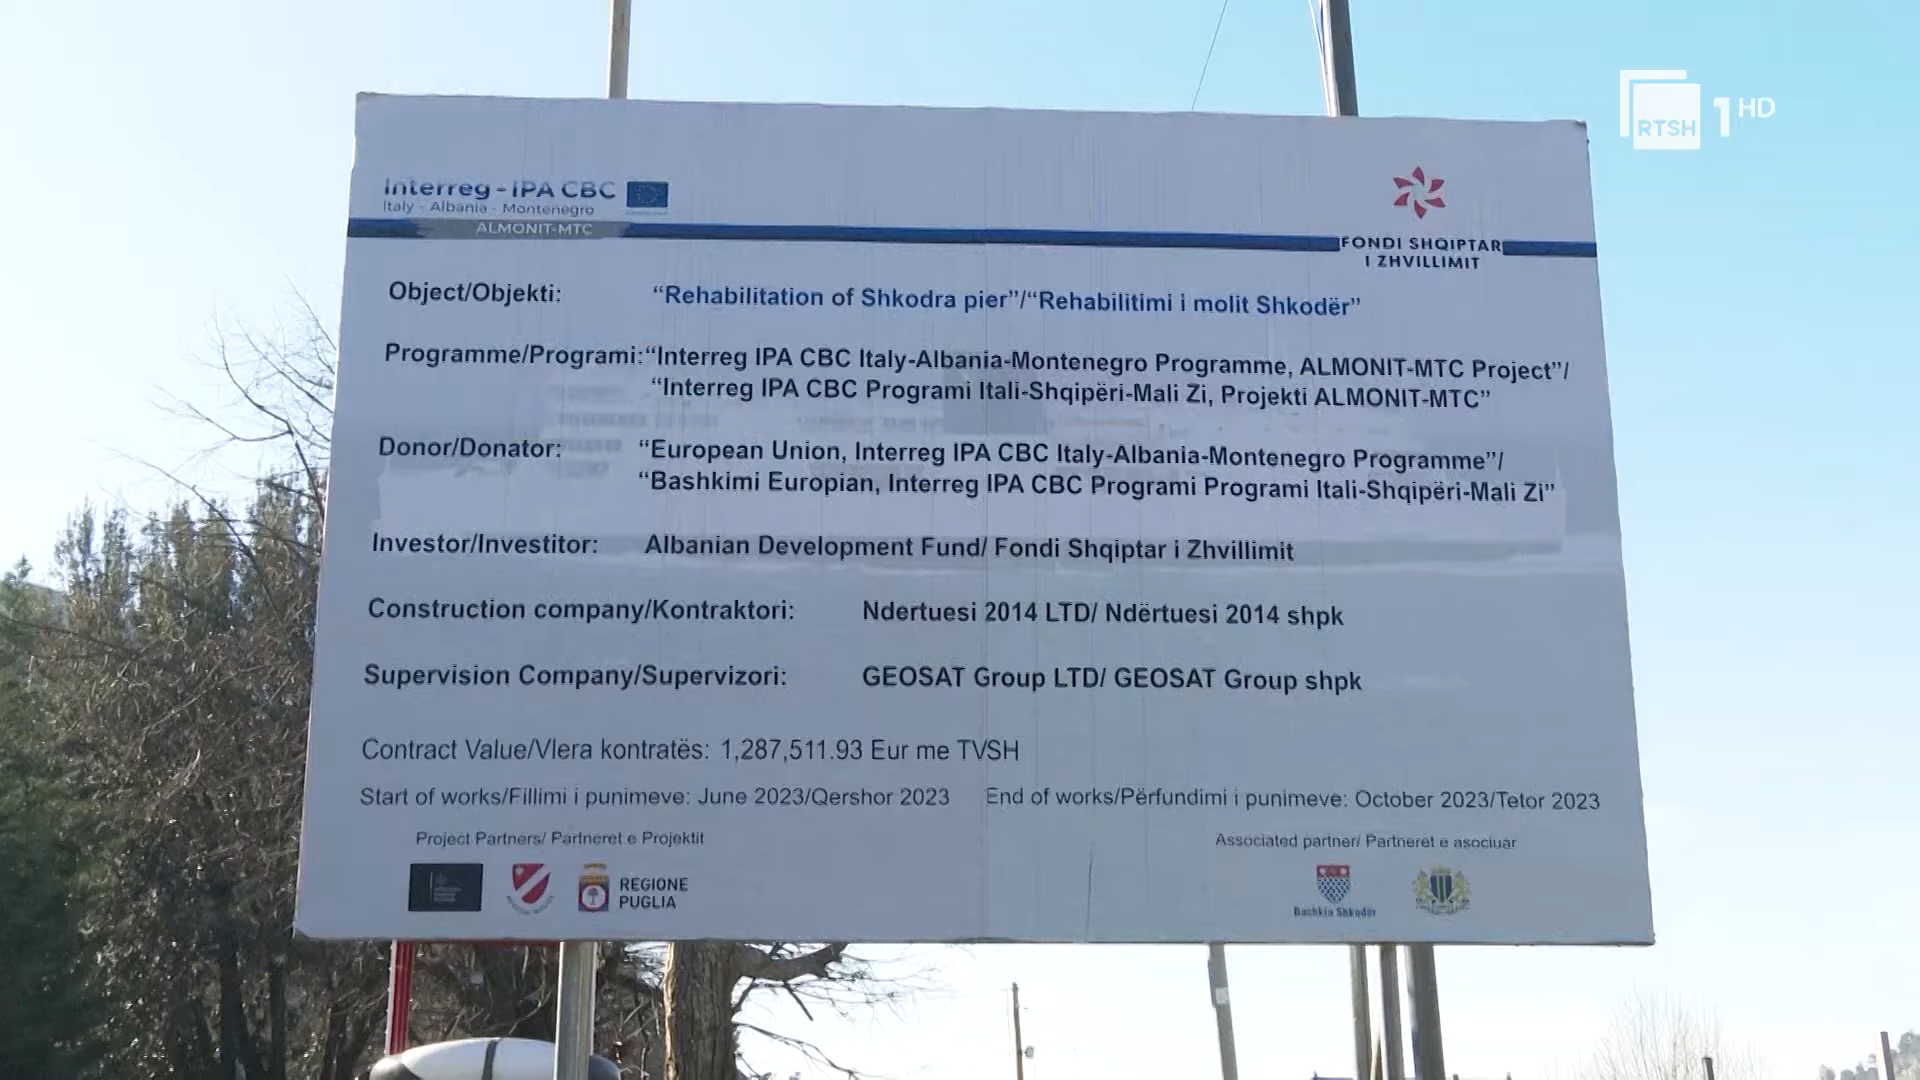 RTSH 1 HD
Interreg - IPA CBC
Italy - Albania - Montenegro
ALMONIT-MTC
FONDI SHQIPTAR
I ZHVILLIMIT
Object/Objekti: “Rehabilitation of Shkodra pier”/“Rehabilitimi i molit Shkodër”
Programme/Programi: “Interreg IPA CBC Italy-Albania-Montenegro Programme, ALMONIT-MTC Project”/
“Interreg IPA CBC Programi Itali-Shqipëri-Mali Zi, Projekti ALMONIT-MTC”
Donor/Donator: “European Union, Interreg IPA CBC Italy-Albania-Montenegro Programme”/
“Bashkimi Europian, Interreg IPA CBC Programi Programi Itali-Shqipëri-Mali Zi”
Investor/Investitor: Albanian Development Fund/ Fondi Shqiptar i Zhvillimit
Construction company/Kontraktori: Ndertuesi 2014 LTD/ Ndërtuesi 2014 shpk
Supervision Company/Supervizori: GEOSAT Group LTD/ GEOSAT Group shpk
Contract Value/Vlera kontratës: 1,287,511.93 Eur me TVSH
Start of works/Fillimi i punimeve: June 2023/Qershor 2023 End of works/Përfundimi i punimeve: October 2023/Tetor 2023
Project Partners/ Partneret e Projektit
Associated partner/ Partneret e asociuar
REGIONE
PUGLIA
Bashkia Shkodër